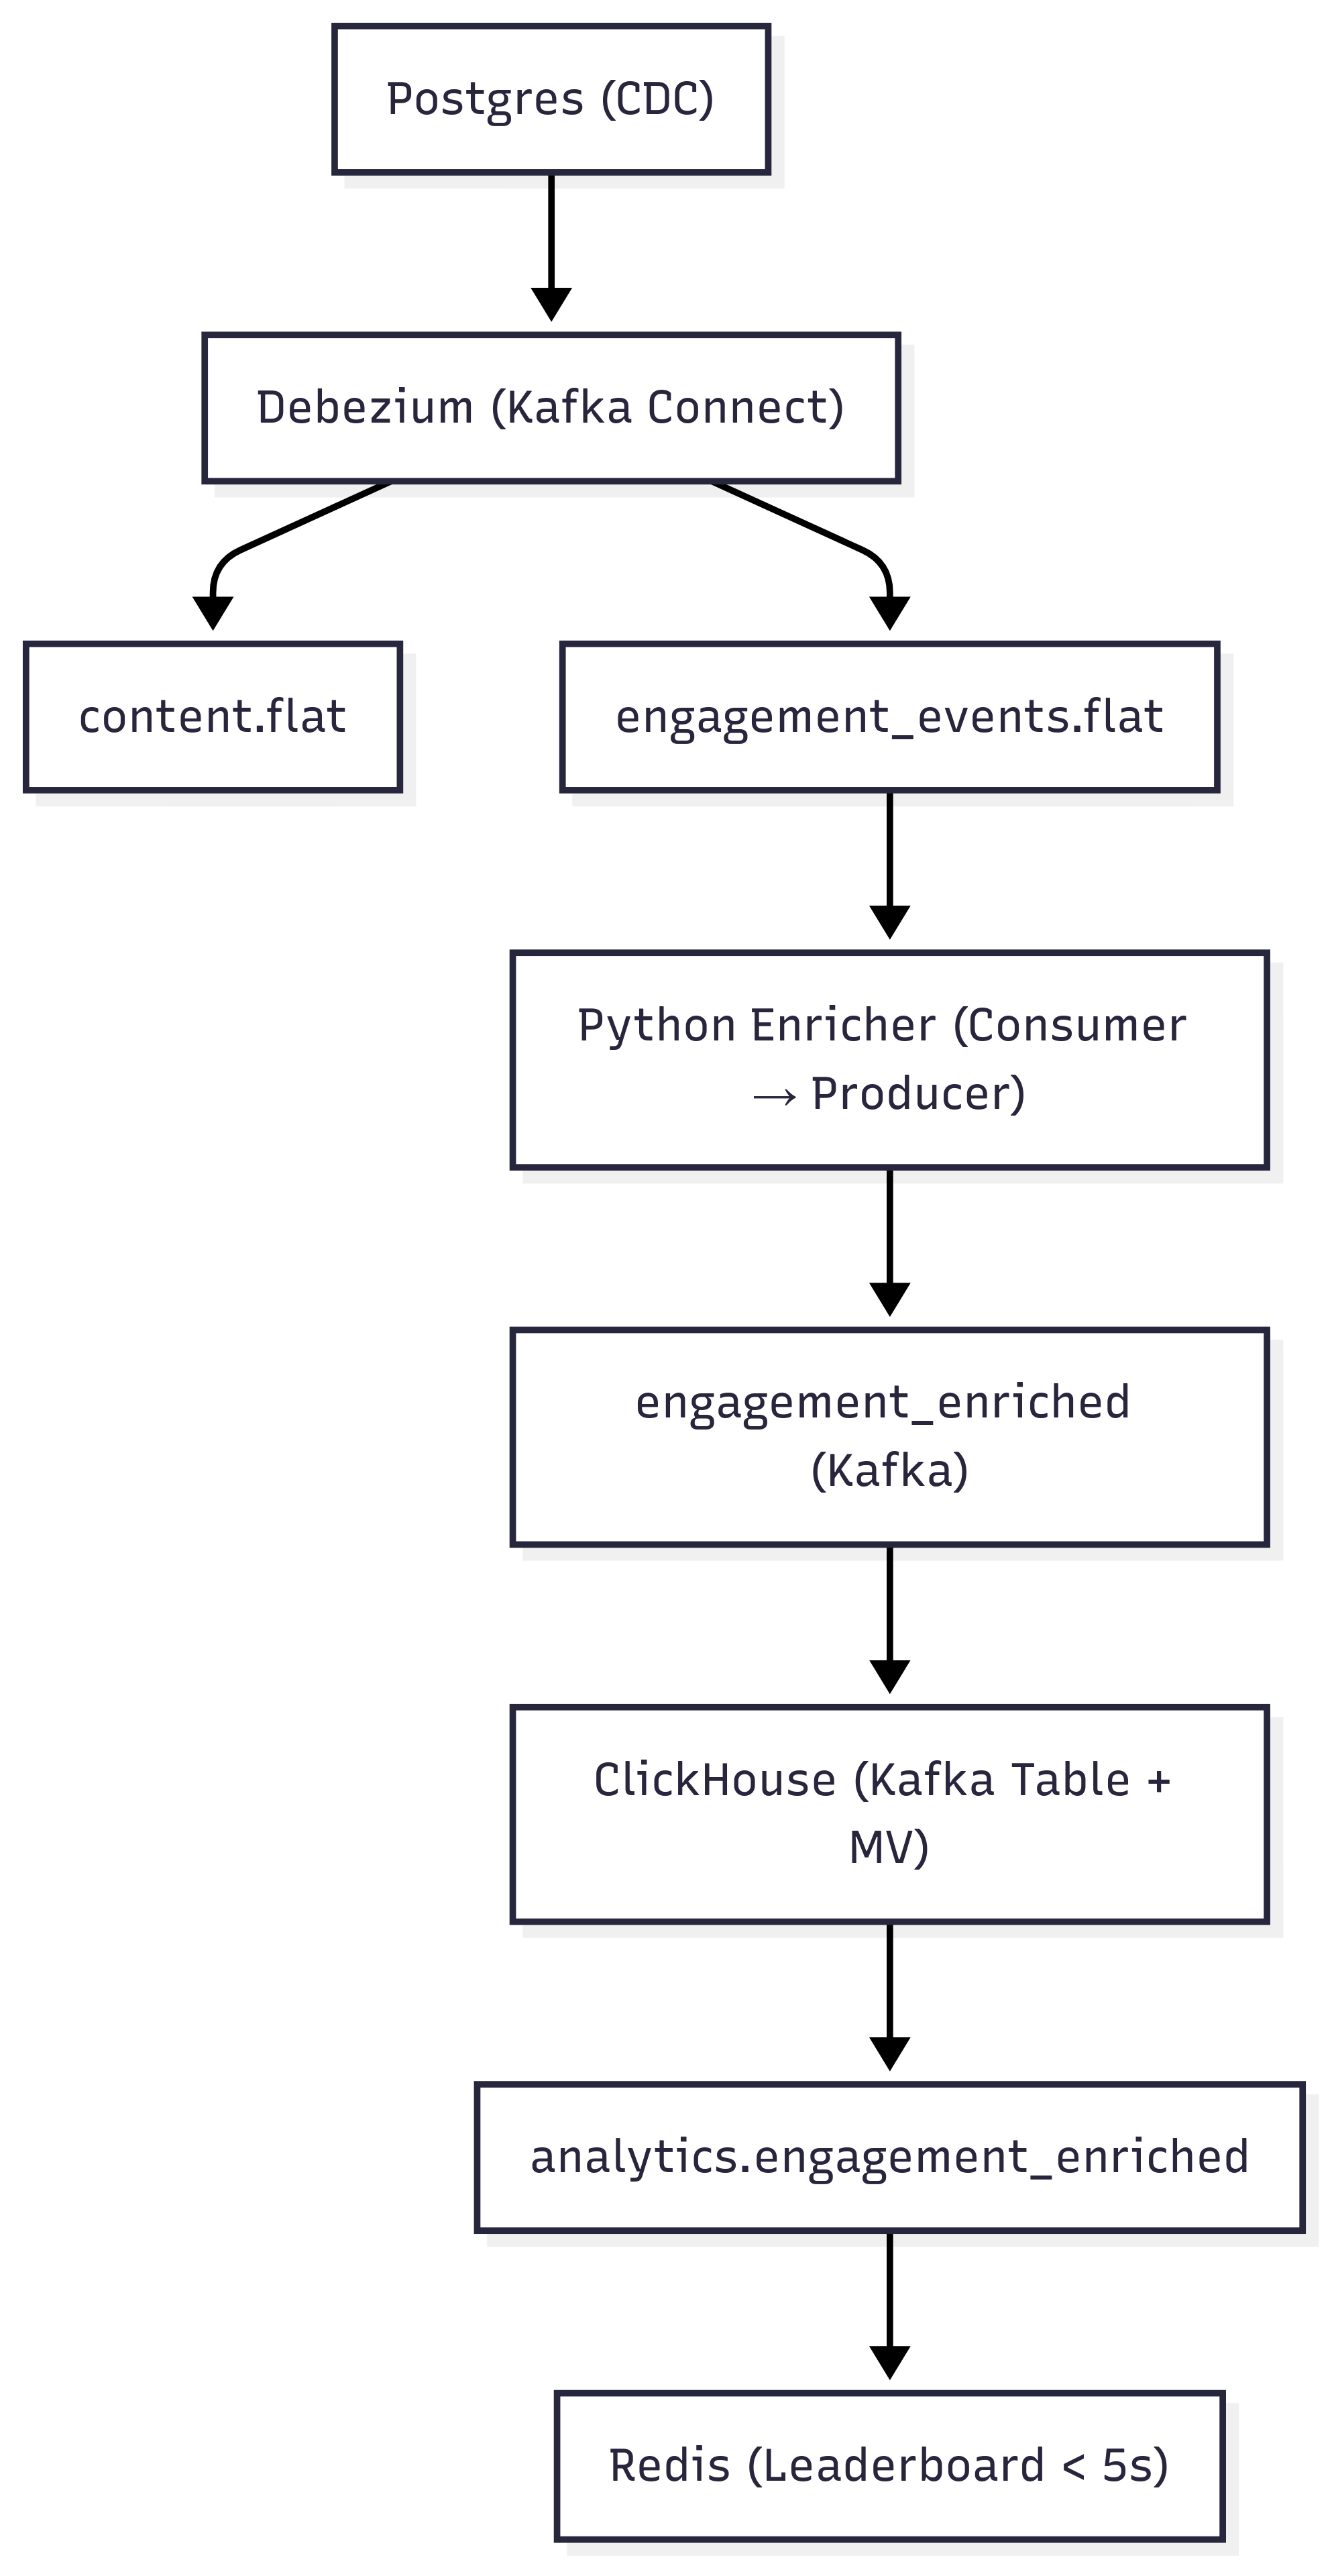 Postgres (CDC)
Debezium (Kafka Connect)
content.flat
engagement_events.flat
Python Enricher (Consumer
→ Producer)
engagement_enriched
(Kafka)
ClickHouse (Kafka Table +
MV)
analytics.engagement_enriched
Redis (Leaderboard < 5s)